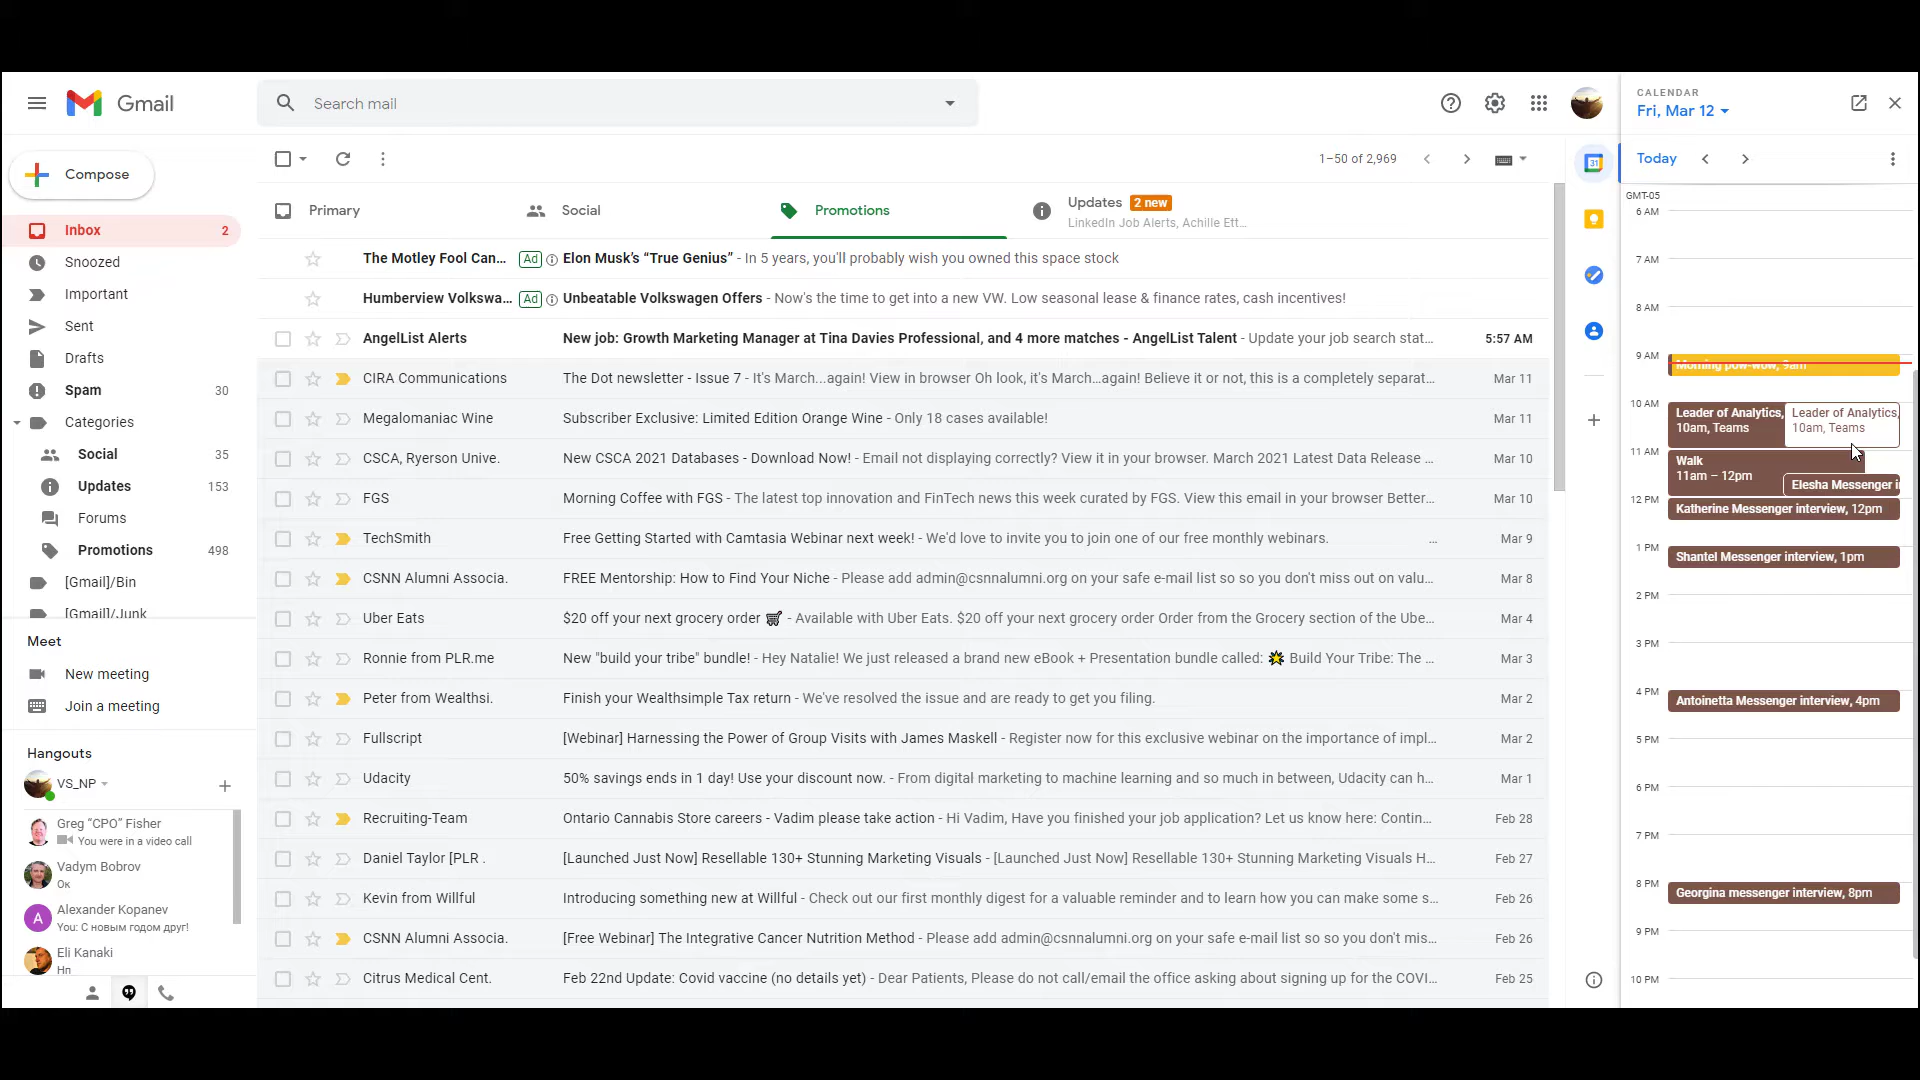 Gmail
Search mail
CALENDAR
Fri, Mar 12
Compose
1–50 of 2,969
31
Today
Primary
Social
Promotions
Updates 2 new
LinkedIn Job Alerts, Achille Ett...
Inbox 2
Snoozed
Important
Sent
Drafts
Spam 30
Categories
Social 35
Updates 153
Forums
Promotions 498
[Gmail]/Bin
[Gmail]/Junk
Meet
New meeting
Join a meeting
Hangouts
VS_NP
Greg “CPO” Fisher
You were in a video call
Vadym Bobrov
Ок
A
Alexander Kopanev
You: С новым годом друг!
Eli Kanaki
Нп
The Motley Fool Can... Ad Elon Musk’s “True Genius” - In 5 years, you'll probably wish you owned this space stock
Humberview Volkswa... Ad Unbeatable Volkswagen Offers - Now's the time to get into a new VW. Low seasonal lease & finance rates, cash incentives!
AngelList Alerts New job: Growth Marketing Manager at Tina Davies Professional, and 4 more matches - AngelList Talent - Update your job search stat... 5:57 AM
CIRA Communications The Dot newsletter - Issue 7 - It's March...again! View in browser Oh look, it's March...again! Believe it or not, this is a completely separat... Mar 11
Megalomaniac Wine Subscriber Exclusive: Limited Edition Orange Wine - Only 18 cases available! Mar 11
CSCA, Ryerson Unive. New CSCA 2021 Databases - Download Now! - Email not displaying correctly? View it in your browser. March 2021 Latest Data Release ... Mar 10
FGS Morning Coffee with FGS - The latest top innovation and FinTech news this week curated by FGS. View this email in your browser Better... Mar 10
TechSmith Free Getting Started with Camtasia Webinar next week! - We'd love to invite you to join one of our free monthly webinars. ... Mar 9
CSNN Alumni Associa. FREE Mentorship: How to Find Your Niche - Please add admin@csnnalumni.org on your safe e-mail list so so you don't miss out on valu... Mar 8
Uber Eats $20 off your next grocery order 🛒 - Available with Uber Eats. $20 off your next grocery order Order from the Grocery section of the Ube... Mar 4
Ronnie from PLR.me New "build your tribe" bundle! - Hey Natalie! We just released a brand new eBook + Presentation bundle called: 🌟 Build Your Tribe: The ... Mar 3
Peter from Wealthsi. Finish your Wealthsimple Tax return - We've resolved the issue and are ready to get you filing. Mar 2
Fullscript [Webinar] Harnessing the Power of Group Visits with James Maskell - Register now for this exclusive webinar on the importance of impl... Mar 2
Udacity 50% savings ends in 1 day! Use your discount now. - From digital marketing to machine learning and so much in between, Udacity can h... Mar 1
Recruiting-Team Ontario Cannabis Store careers - Vadim please take action - Hi Vadim, Have you finished your job application? Let us know here: Contin... Feb 28
Daniel Taylor [PLR . [Launched Just Now] Resellable 130+ Stunning Marketing Visuals - [Launched Just Now] Resellable 130+ Stunning Marketing Visuals H... Feb 27
Kevin from Willful Introducing something new at Willful - Check out our first monthly digest for a valuable reminder and to learn how you can make some s... Feb 26
CSNN Alumni Associa. [Free Webinar] The Integrative Cancer Nutrition Method - Please add admin@csnnalumni.org on your safe e-mail list so so you don't mis... Feb 26
Citrus Medical Cent. Feb 22nd Update: Covid vaccine (no details yet) - Dear Patients, Please do not call/email the office asking about signing up for the COVI... Feb 25
GMT-05
6 AM
7 AM
8 AM
9 AM
Morning pow-wow, 9am
10 AM
Leader of Analytics,
10am, Teams
Leader of Analytics,
10am, Teams
11 AM
Walk
11am – 12pm
Elesha Messenger i
12 PM
Katherine Messenger interview, 12pm
1 PM
Shantel Messenger interview, 1pm
2 PM
3 PM
4 PM
Antoinetta Messenger interview, 4pm
5 PM
6 PM
7 PM
8 PM
Georgina messenger interview, 8pm
9 PM
10 PM